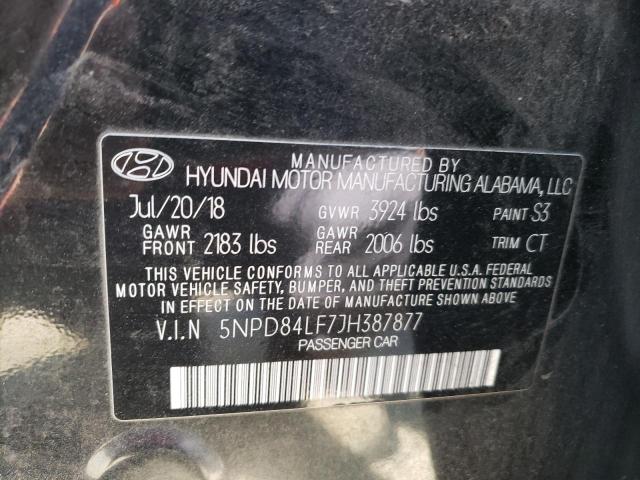 MANUFACTURED BY
HYUNDAI MOTOR MANUFACTURING ALABAMA, LLC
Jul/20/18 GVWR 3924 lbs PAINT S3
GAWR FRONT 2183 lbs GAWR REAR 2006 lbs TRIM CT
THIS VEHICLE CONFORMS TO ALL APPLICABLE U.S.A. FEDERAL
MOTOR VEHICLE SAFETY, BUMPER, AND THEFT PREVENTION STANDARDS
IN EFFECT ON THE DATE OF MANUFACTURE SHOWN ABOVE.
V.I.N 5NPD84LF7JH387877
PASSENGER CAR